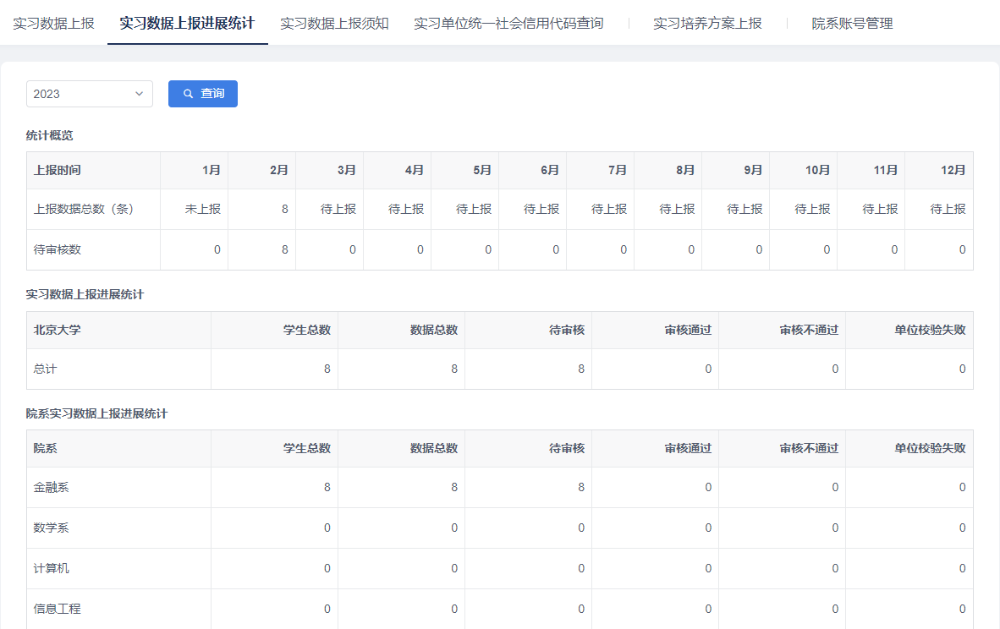 实习数据上报 实习数据上报进展统计 实习数据上报须知 实习单位统一社会信用代码查询 实习培养方案上报 院系账号管理
2023 查询
统计概览
上报时间 1月 2月 3月 4月 5月 6月 7月 8月 9月 10月 11月 12月
上报数据总数（条） 未上报 8 待上报 待上报 待上报 待上报 待上报 待上报 待上报 待上报 待上报 待上报
待审核数 0 8 0 0 0 0 0 0 0 0 0 0
实习数据上报进展统计
北京大学 学生总数 数据总数 待审核 审核通过 审核不通过 单位校验失败
总计 8 8 8 0 0 0
院系实习数据上报进展统计
院系 学生总数 数据总数 待审核 审核通过 审核不通过 单位校验失败
金融系 8 8 8 0 0 0
数学系 0 0 0 0 0 0
计算机 0 0 0 0 0 0
信息工程 0 0 0 0 0 0